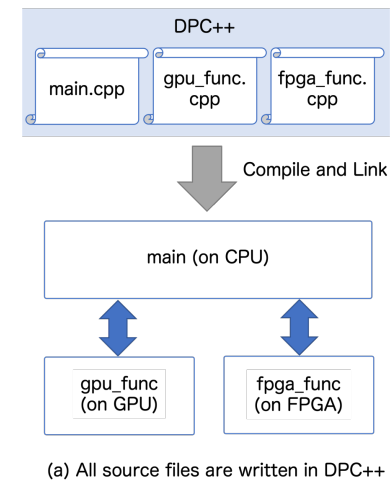 DPC++
main.cpp
gpu_func.
cpp
fpga_func.
cpp
Compile and Link
main (on CPU)
gpu_func
(on GPU)
fpga_func
(on FPGA)
(a) All source files are written in DPC++